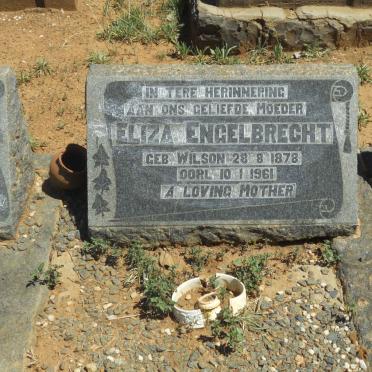 IN TERE HERINNERING
AAN ONS GELIEFDE MOEDER
ELIZA ENGELBRECHT
GEB. WILSON 28·8·1878
OORL. 10·1·1961
A LOVING MOTHER